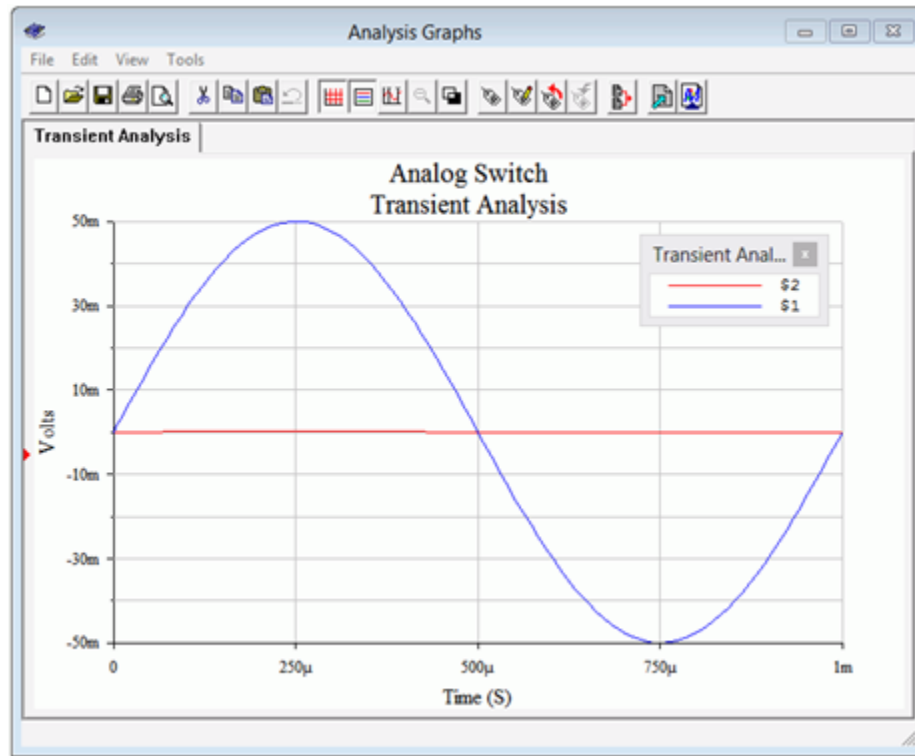 Analysis Graphs
File Edit View Tools
Transient Analysis
Analog Switch
Transient Analysis
Transient Anal... x
$2
$1
50m
30m
10m
-10m
-30m
-50m
Volts
0 250µ 500µ 750µ 1m
Time (S)